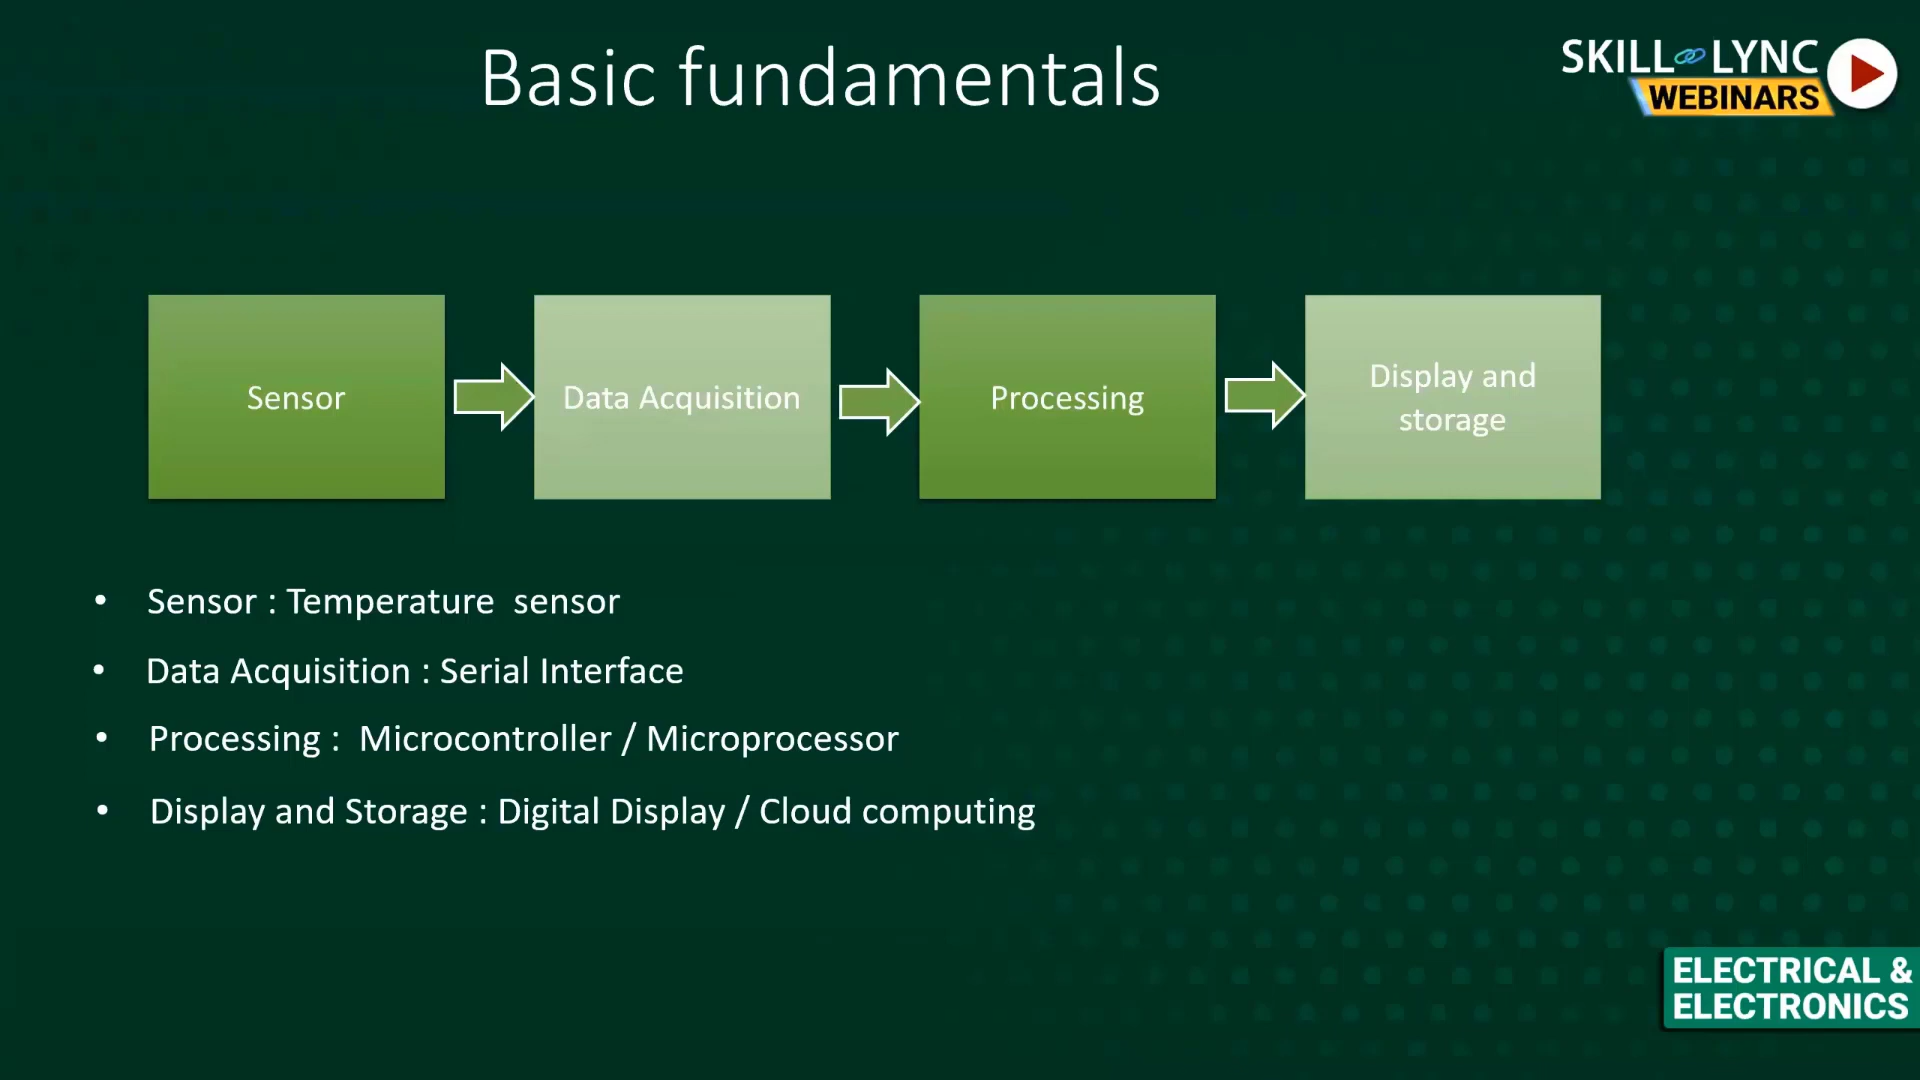 Basic fundamentals
SKILL LYNC
WEBINARS
Sensor
Data Acquisition
Processing
Display and
storage
• Sensor : Temperature  sensor
• Data Acquisition : Serial Interface
• Processing :  Microcontroller / Microprocessor
• Display and Storage : Digital Display / Cloud computing
ELECTRICAL &
ELECTRONICS